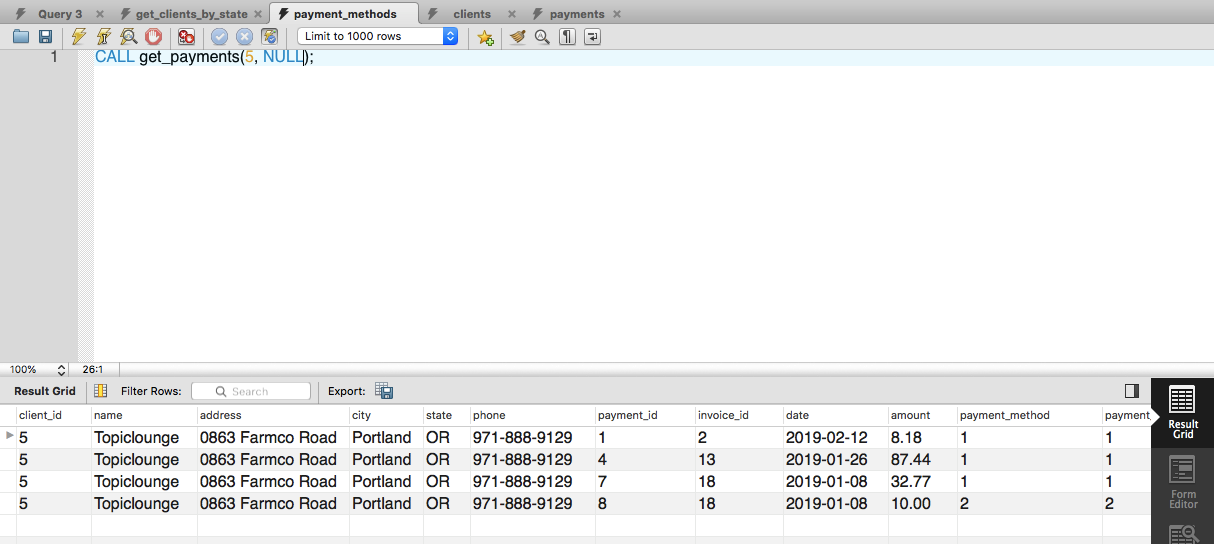 Query 3 get_clients_by_state payment_methods clients payments
Limit to 1000 rows
1 CALL get_payments(5, NULL);
100% 26:1
Result Grid Filter Rows: Search Export:
client_id name address city state phone payment_id invoice_id date amount payment_method payment_
5 Topiclounge 0863 Farmco Road Portland OR 971-888-9129 1 2 2019-02-12 8.18 1 1
5 Topiclounge 0863 Farmco Road Portland OR 971-888-9129 4 13 2019-01-26 87.44 1 1
5 Topiclounge 0863 Farmco Road Portland OR 971-888-9129 7 18 2019-01-08 32.77 1 1
5 Topiclounge 0863 Farmco Road Portland OR 971-888-9129 8 18 2019-01-08 10.00 2 2
Result
Grid
Form
Editor